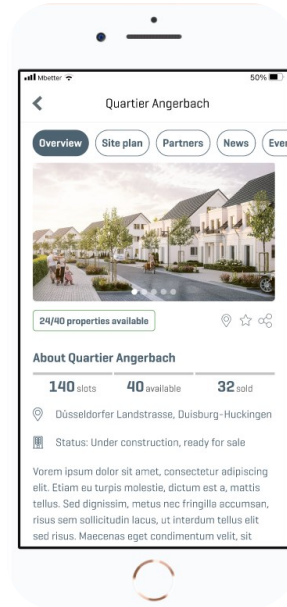 Mbetter
50%
Quartier Angerbach
Overview
Site plan
Partners
News
Ever
24/40 properties available
About Quartier Angerbach
140 slots
40 available
32 sold
Düsseldorfer Landstrasse, Duisburg-Huckingen
Status: Under construction, ready for sale
Vorem ipsum dolor sit amet, consectetur adipiscing
elit. Etiam eu turpis molestie, dictum est a, mattis
tellus. Sed dignissim, metus nec fringilla accumsan,
risus sem sollicitudin lacus, ut interdum tellus elit
sed risus. Maecenas eget condimentum velit, sit